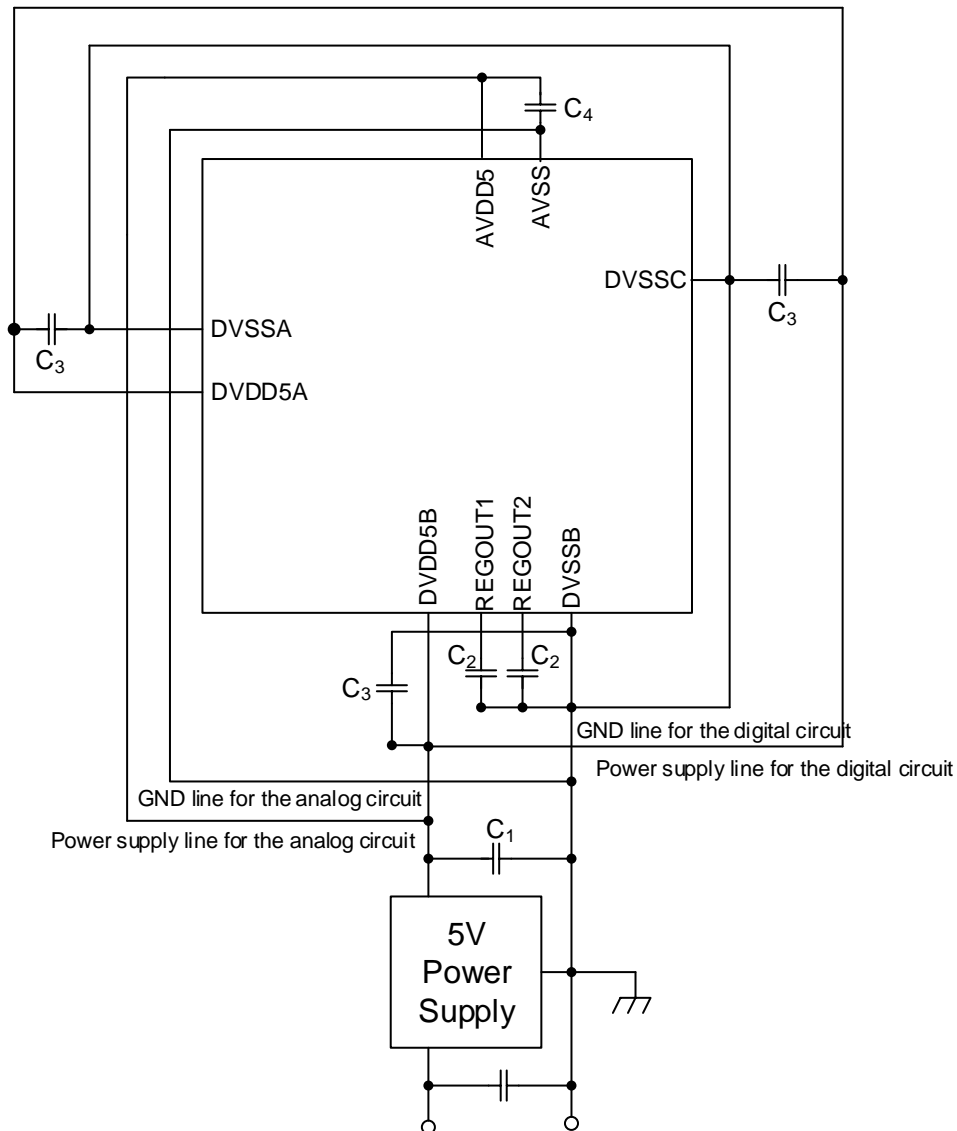 C4
AVDD5
AVSS
DVSSC
C3
DVSSA
C3
DVDD5A
DVDD5B
REGOUT1
REGOUT2
DVSSB
C2
C2
C3
GND line for the digital circuit
Power supply line for the digital circuit
GND line for the analog circuit
Power supply line for the analog circuit
C1
5V
Power
Supply